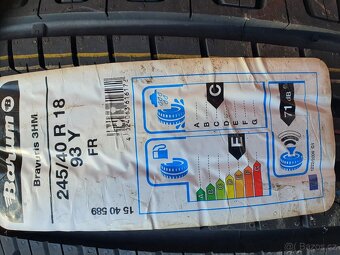 Barum
Bravuris 3HM
245/40 R 18
93 Y
FR
15 40 589
C
A B C D E F G
E
A B C D E F G
71 dB